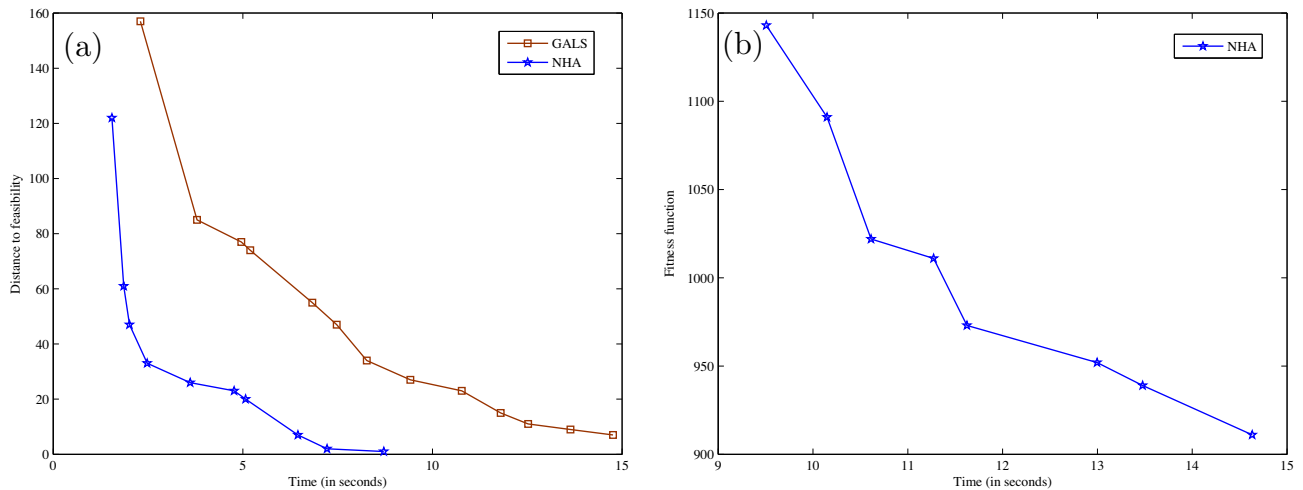 (a)
GALS
NHA
Distance to feasibility
160
140
120
100
80
60
40
20
0
0 5 10 15
Time (in seconds)
(b)
NHA
Fitness function
1150
1100
1050
1000
950
900
9 10 11 12 13 14 15
Time (in seconds)